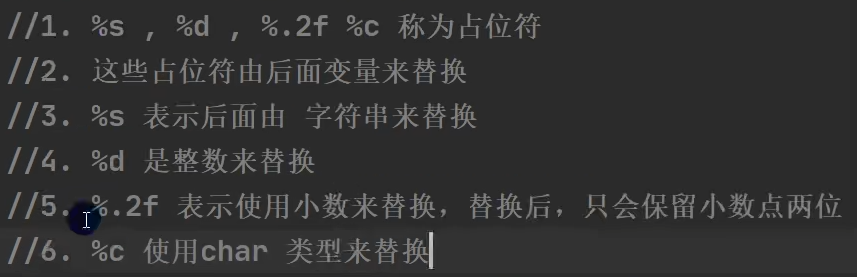 //1. %s , %d , %.2f %c 称为占位符
//2. 这些占位符由后面变量来替换
//3. %s 表示后面由 字符串来替换
//4. %d 是整数来替换
//5. %.2f 表示使用小数来替换，替换后，只会保留小数点两位
//6. %c 使用char 类型来替换